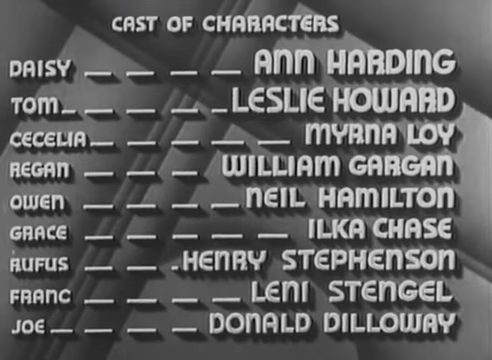 CAST OF CHARACTERS
DAISY _ _ _ _ ANN HARDING
TOM _ _ _ _ _ LESLIE HOWARD
CECELIA _ _ _ _ _ MYRNA LOY
REGAN _ _ _ WILLIAM GARGAN
OWEN _ _ _ _ NEIL HAMILTON
GRACE _ _ _ _ _ ILKA CHASE
RUFUS _ _ _ HENRY STEPHENSON
FRANC _ _ _ _ LENI STENGEL
JOE _ _ _ _ DONALD DILLOWAY